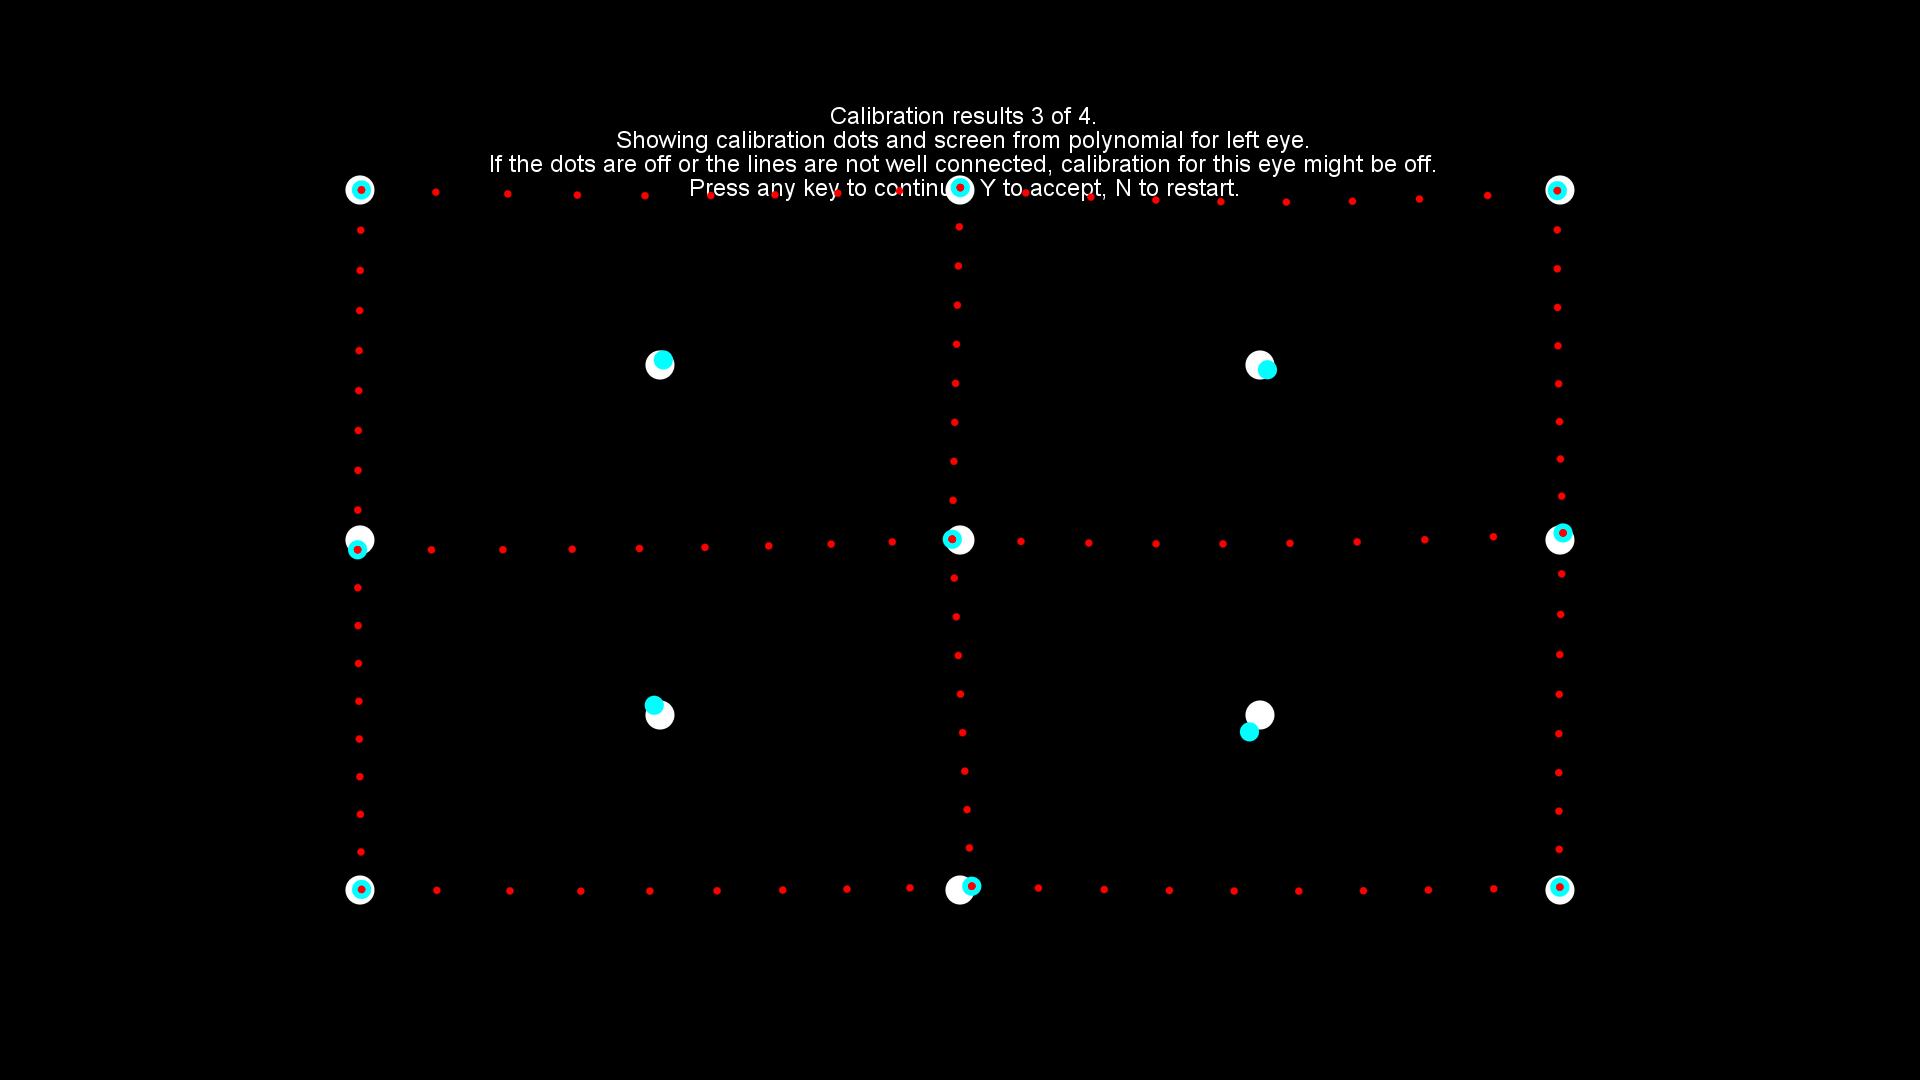 Calibration results 3 of 4.
Showing calibration dots and screen from polynomial for left eye.
If the dots are off or the lines are not well connected, calibration for this eye might be off.
Press any key to continue, Y to accept, N to restart.